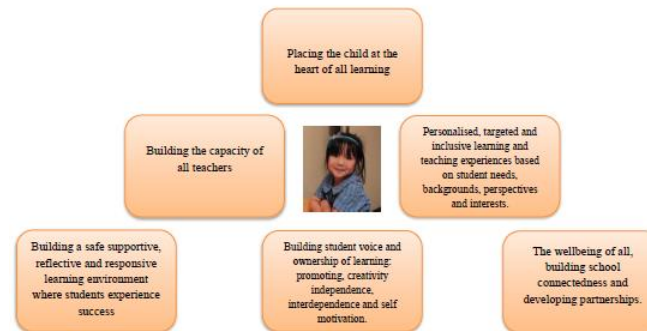 Placing the child at the
heart of all learning
Building the capacity of
all teachers
Personalised, targeted and
inclusive learning and
teaching experiences based
on student needs,
backgrounds, perspectives
and interests.
Building a safe supportive,
reflective and responsive
learning environment
where students experience
success
Building student voice and
ownership of learning:
promoting, creativity
independence,
interdependence and self
motivation.
The wellbeing of all,
building school
connectedness and
developing partnerships.